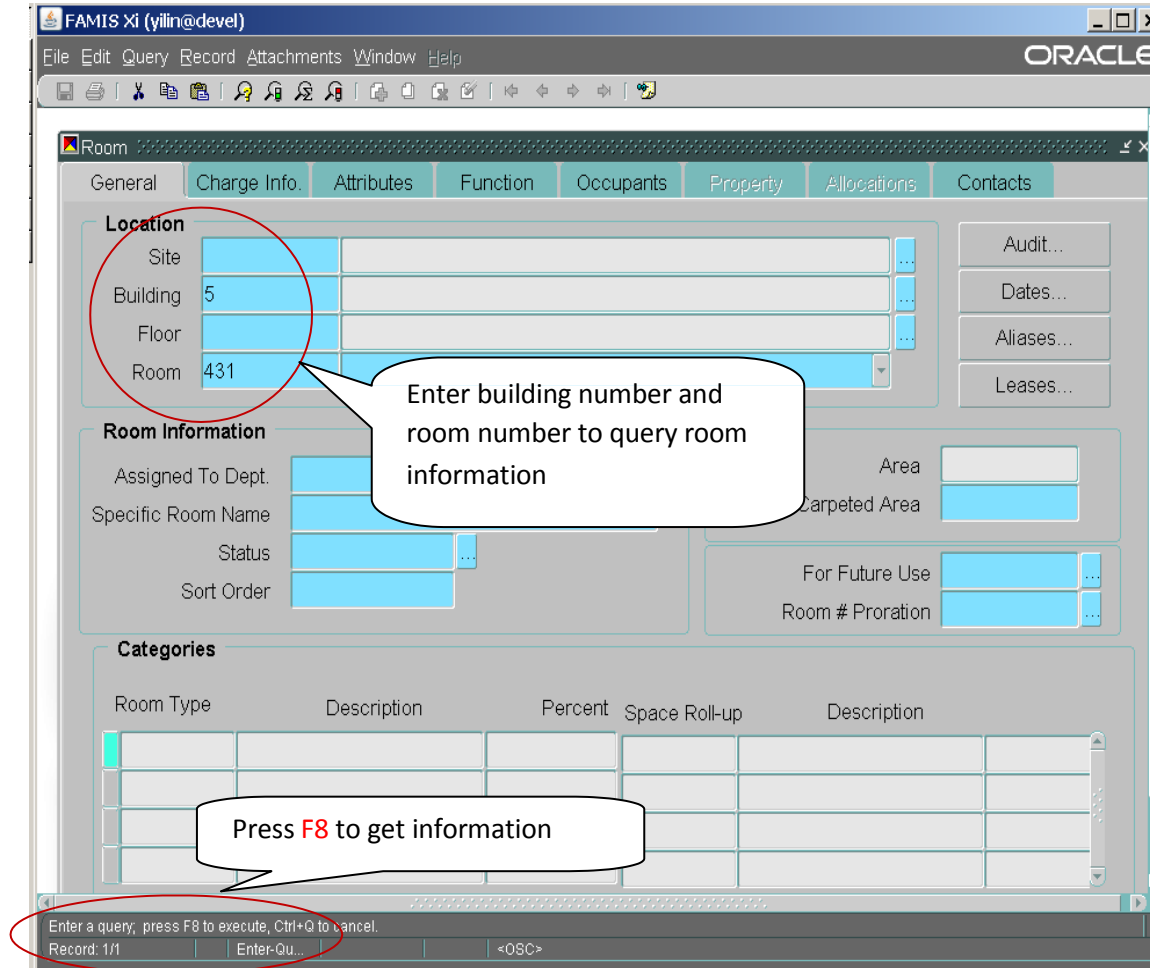 FAMIS Xi (yilin@devel)
File Edit Query Record Attachments Window Help
ORACLE
Room
General Charge Info. Attributes Function Occupants Property Allocations Contacts
Location
Site ...
Audit...
Building 5 ...
Dates...
Floor ...
Aliases...
Room 431
Leases...
Enter building number and
room number to query room
information
Room Information
Assigned To Dept.
Area
Specific Room Name
Carpeted Area
Status ...
For Future Use ...
Sort Order
Room # Proration ...
Categories
Room Type Description Percent Space Roll-up Description
Press F8 to get information
Enter a query; press F8 to execute, Ctrl+Q to cancel.
Record: 1/1 Enter-Qu... <OSC>